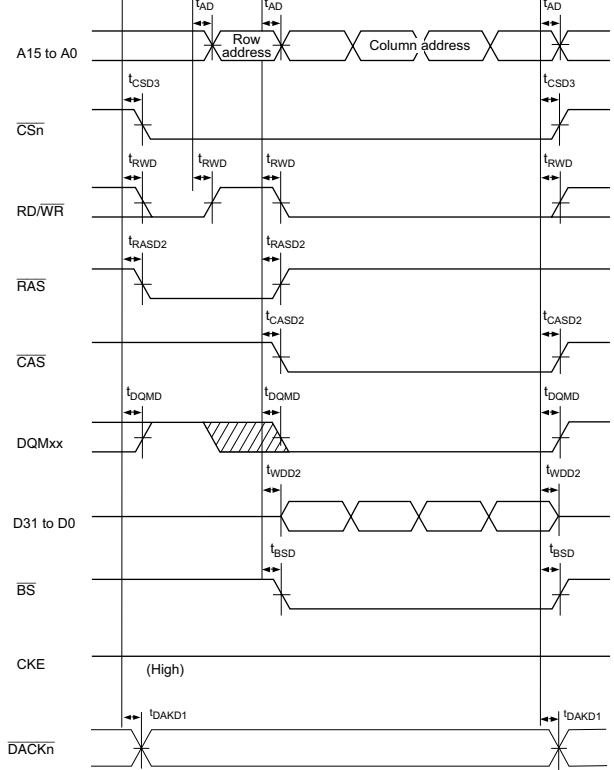 tAD tAD tAD
A15 to A0 Row address Column address
tCSD3 tCSD3
CSn
tRWD tRWD tRWD tRWD
RD/WR
tRASD2 tRASD2
RAS
tCASD2 tCASD2
CAS
tDQMD tDQMD tDQMD
DQMxx
tWDD2 tWDD2
D31 to D0
tBSD tBSD
BS
CKE
(High)
tDAKD1 tDAKD1
DACKn